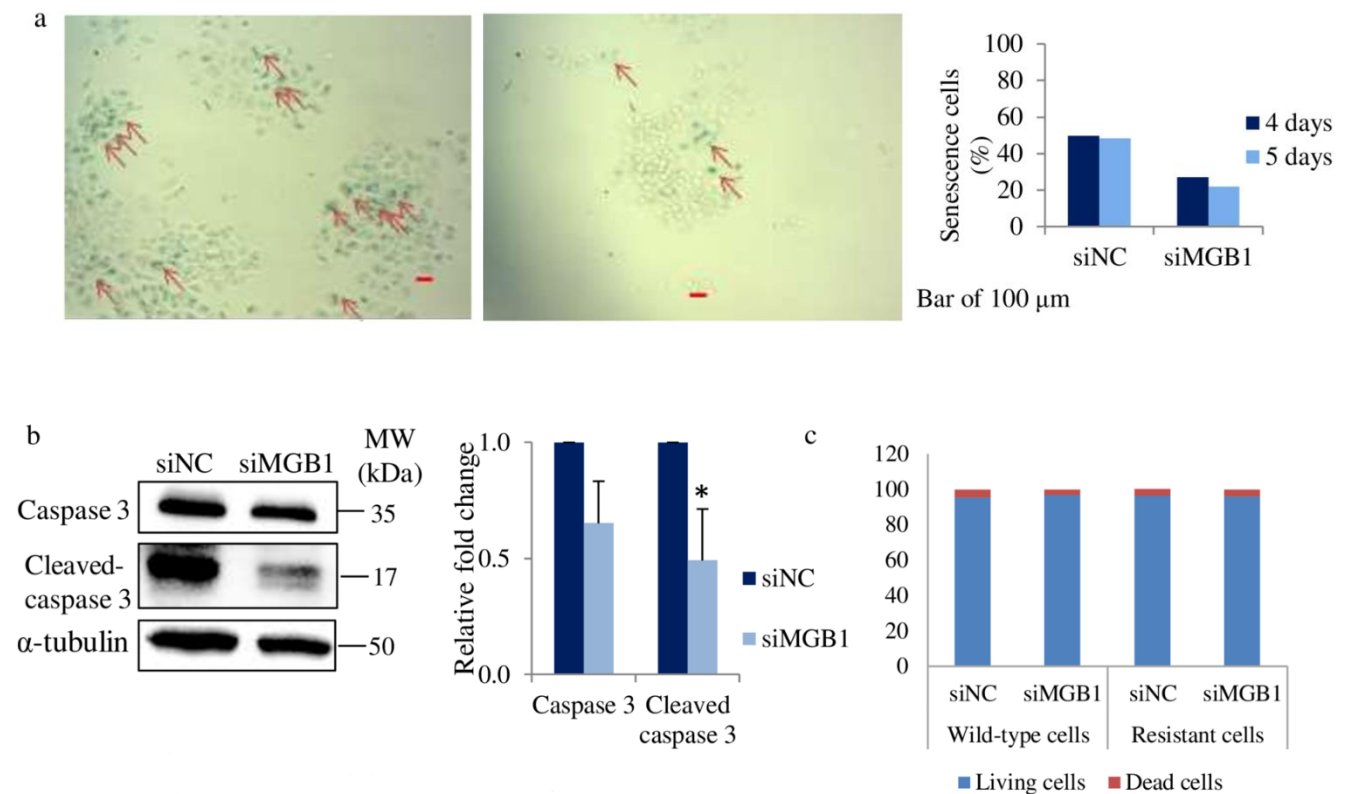 a
100
80
60
40
20
0
Senescence cells
(%)
4 days
5 days
siNC siMGB1
Bar of 100 μm
b
siNC siMGB1
MW
(kDa)
Caspase 3
35
Cleaved-
caspase 3
17
α-tubulin
50
Relative fold change
1.0
0.5
0.0
*
siNC
siMGB1
Caspase 3 Cleaved
caspase 3
c
120
100
80
60
40
20
0
siNC siMGB1 siNC siMGB1
Wild-type cells Resistant cells
Living cells Dead cells